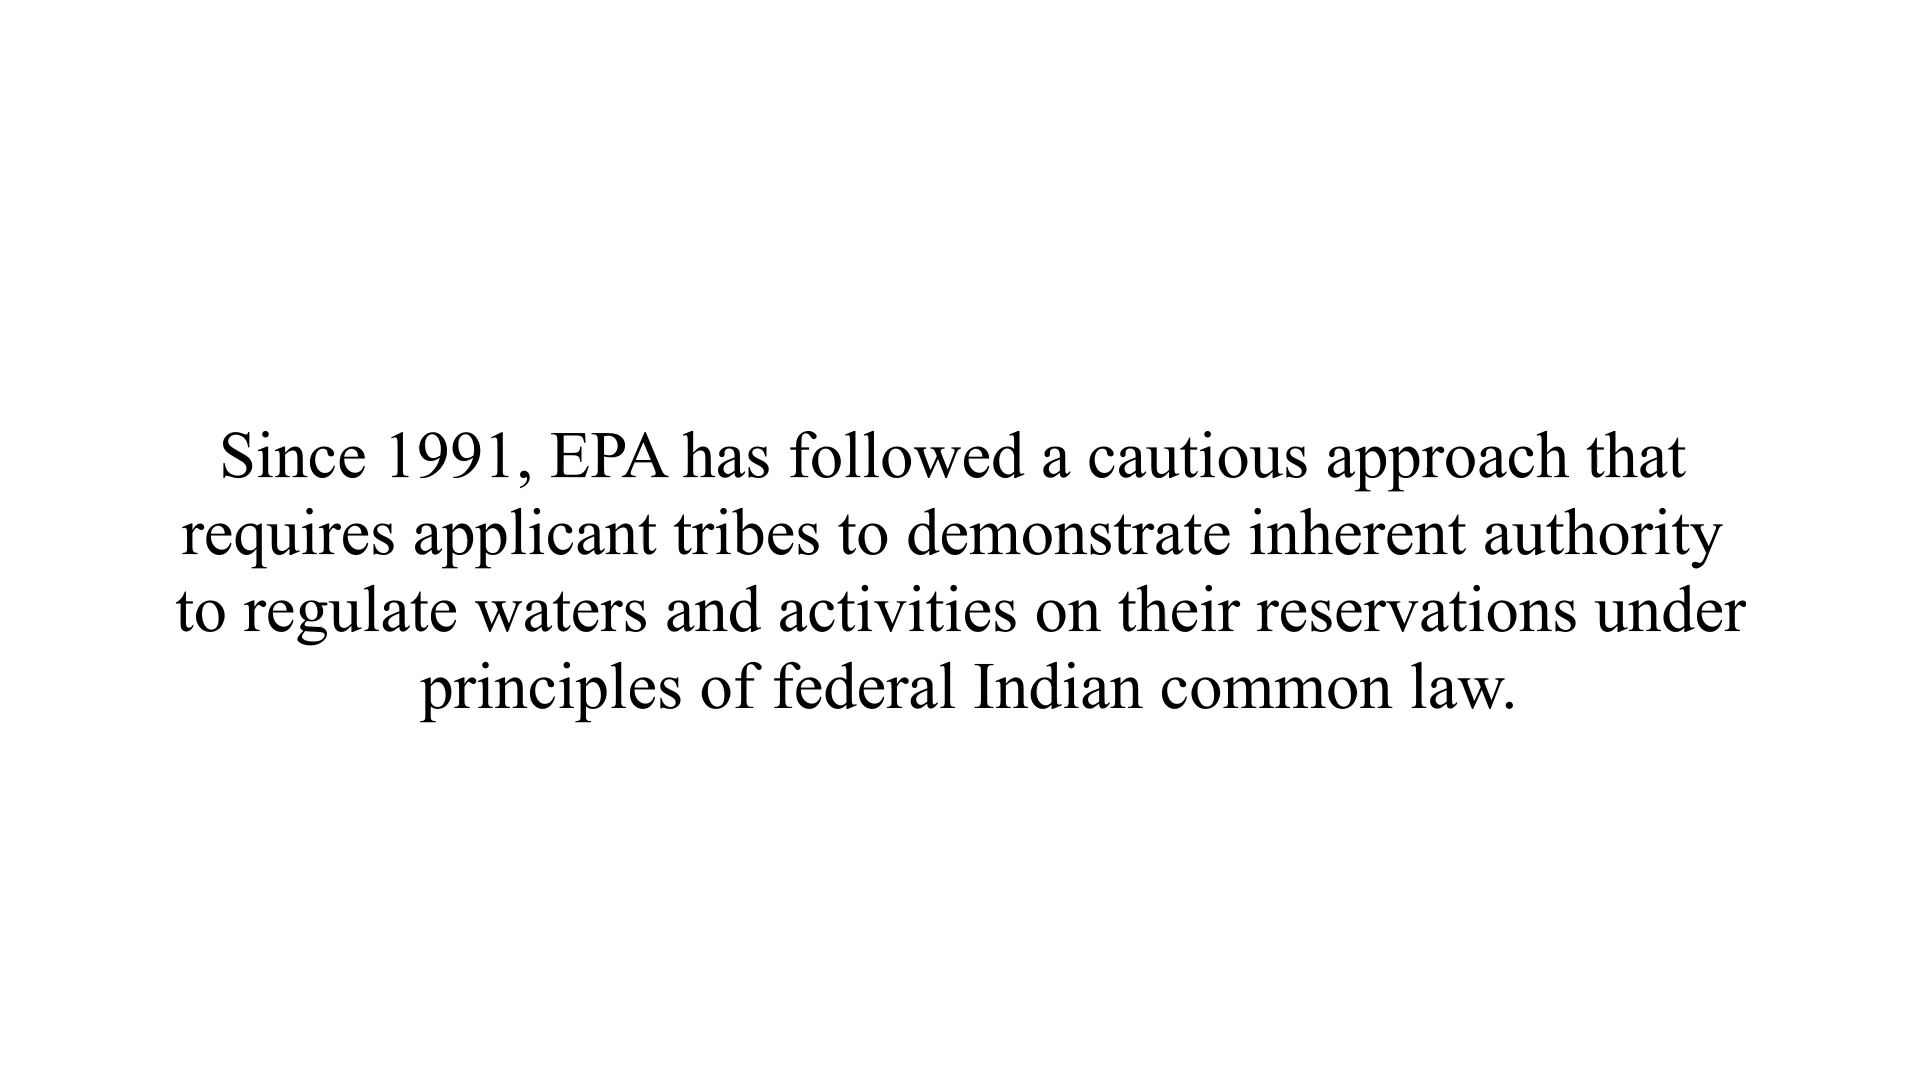 Since 1991, EPA has followed a cautious approach that
requires applicant tribes to demonstrate inherent authority
to regulate waters and activities on their reservations under
principles of federal Indian common law.